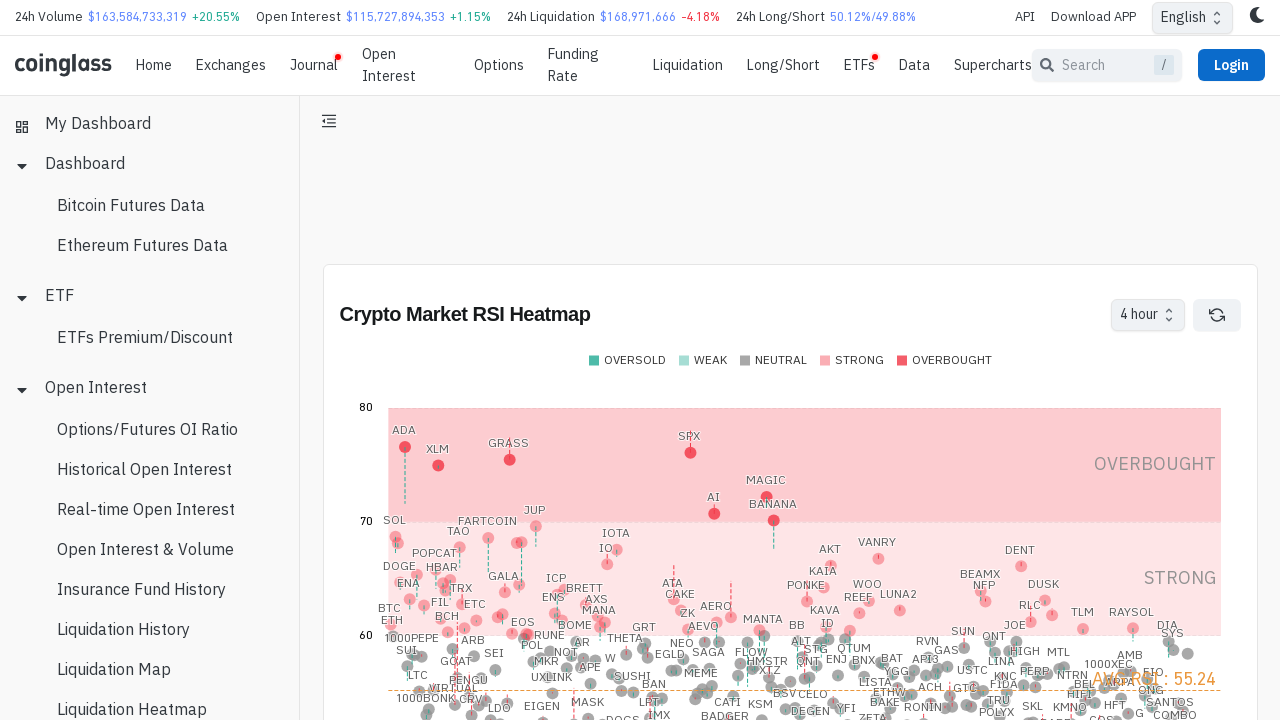 24h Volume $163,584,733,319 +20.55% Open Interest $115,727,894,353 +1.15% 24h Liquidation $168,971,666 -4.18% 24h Long/Short 50.12%/49.88% API Download APP English
coinglass Home Exchanges Journal Open Interest Options Funding Rate Liquidation Long/Short ETFs Data Supercharts Search / Login
My Dashboard
Dashboard
Bitcoin Futures Data
Ethereum Futures Data
ETF
ETFs Premium/Discount
Open Interest
Options/Futures OI Ratio
Historical Open Interest
Real-time Open Interest
Open Interest & Volume
Insurance Fund History
Liquidation History
Liquidation Map
Liquidation Heatmap
Crypto Market RSI Heatmap 4 hour
OVERSOLD WEAK NEUTRAL STRONG OVERBOUGHT
80
ADA
SPX
GRASS
XLM
OVERBOUGHT
MAGIC
AI
BANANA
JUP
70
SOL FARTCOIN
TAO
IOTA
VANRY
IO
AKT
DENT
POPCAT
DOGE HBAR
KAIA
GALA ICP
BEAMX
STRONG
ENA
ATA
PONKE WOO NFP DUSK
TRX BRETT
CAKE
LUNA2
ENS AXS
REEF
FIL ETC
AERO
RLC
BTC MANA
ZK
KAVA
TLM RAYSOL
BCH
MANTA
ETH EOS
AEVO
BB ID
JOE DIA
GRT
SUN
60
1000PEPE RUNE THETA
SYS
ARB AR
NEO
ALT RVN ONT
POL
SUI SEI NOT
SAGA FLOW STG QTUM GAS HIGH MTL
W EGLD
AMB
GOAT MKR
HMSTR QNT ENJ BNX BAT API3 LINA
1000XEC
APE
LTC PENGU UXLINK SUSHI MEME XTZ YGG USTC KNC PERP NTRN FIO
VIRTUAL BAN
LISTA ACH GTC FIDA BEL ARPA
AVG RSI : 55.24
1000BONK CRV
BSV CELO ETHW TRU HIFI ONG
LDO EIGEN MASK LRC
CATI KSM BAKE RONIN SKL KMNO HFT SANTOS
IMX
BADGER DEGEN YFI POLYX G
ZETA